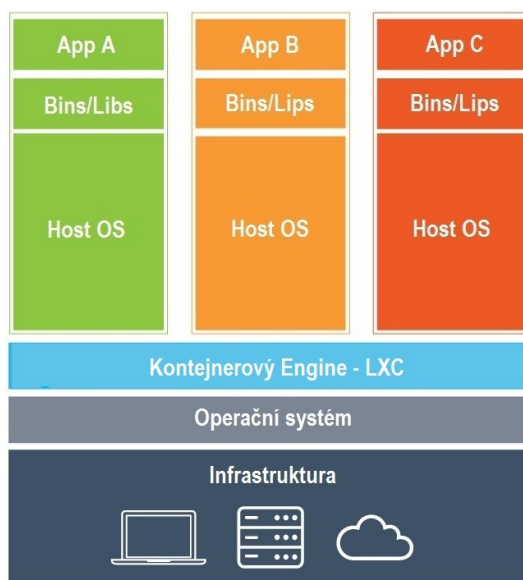 App A
App B
App C
Bins/Libs
Bins/Lips
Bins/Lips
Host OS
Host OS
Host OS
Kontejnerový Engine - LXC
Operační systém
Infrastruktura